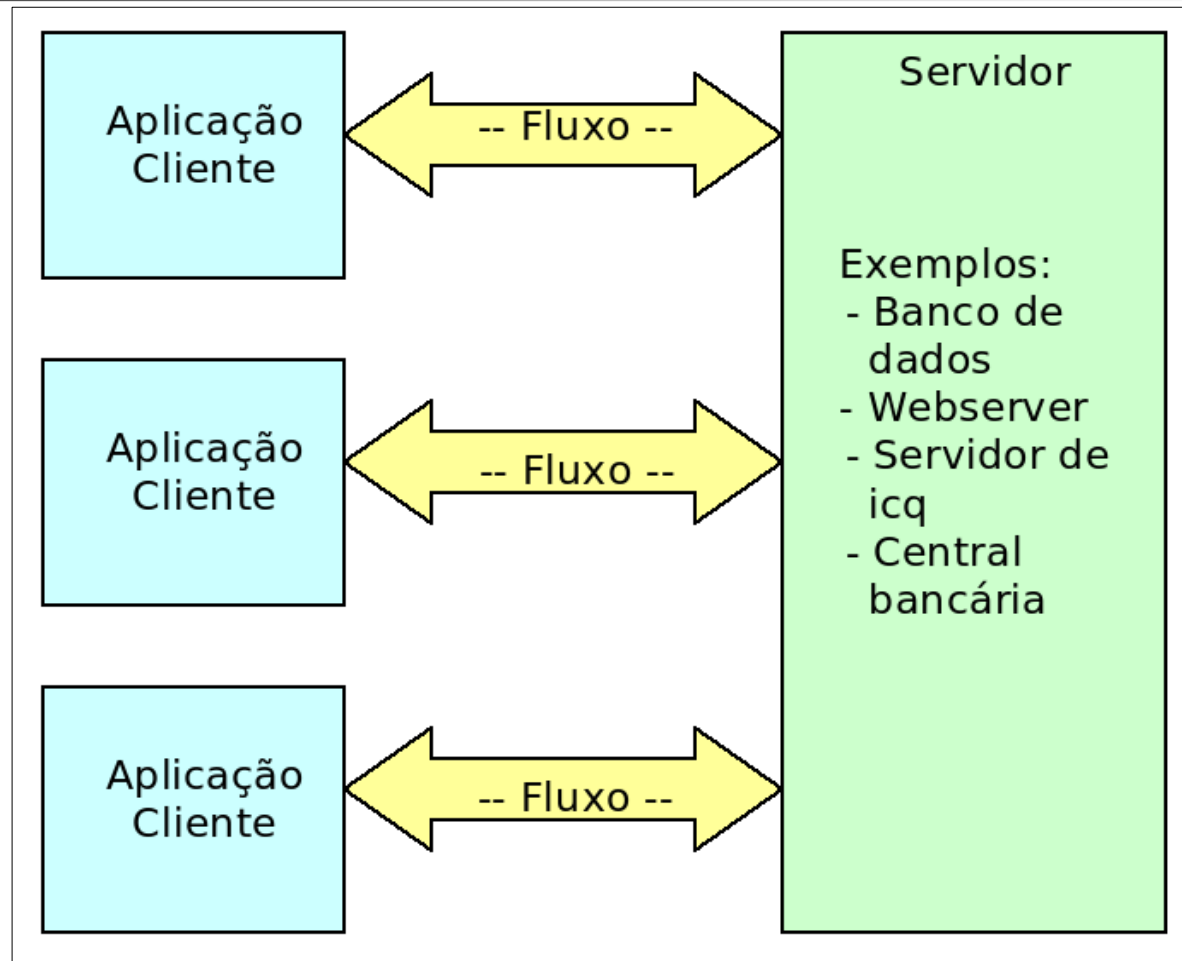 Aplicação
Cliente
-- Fluxo --
Aplicação
Cliente
-- Fluxo --
Aplicação
Cliente
-- Fluxo --
Servidor
Exemplos:
- Banco de
dados
- Webserver
- Servidor de
icq
- Central
bancária